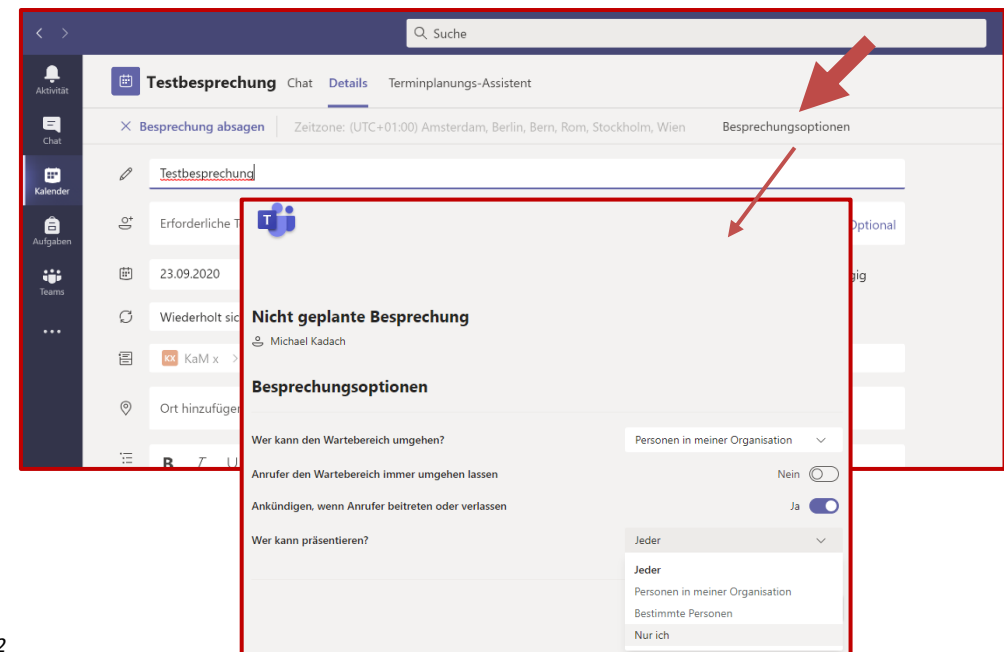 Suche
Aktivität
Chat
Kalender
Aufgaben
Teams
Testbesprechung Chat Details Terminplanungs-Assistent
Besprechung absagen Zeitzone: (UTC+01:00) Amsterdam, Berlin, Bern, Rom, Stockholm, Wien Besprechungsoptionen
Testbesprechung
Erforderliche T Optional
23.09.2020 gig
Wiederholt sic
KX KaM x >
Ort hinzufüger
B I U
T
Nicht geplante Besprechung
Michael Kadach
Besprechungsoptionen
Wer kann den Wartebereich umgehen? Personen in meiner Organisation
Anrufer den Wartebereich immer umgehen lassen Nein
Ankündigen, wenn Anrufer beitreten oder verlassen Ja
Wer kann präsentieren? Jeder
Jeder
Personen in meiner Organisation
Bestimmte Personen
Nur ich
2